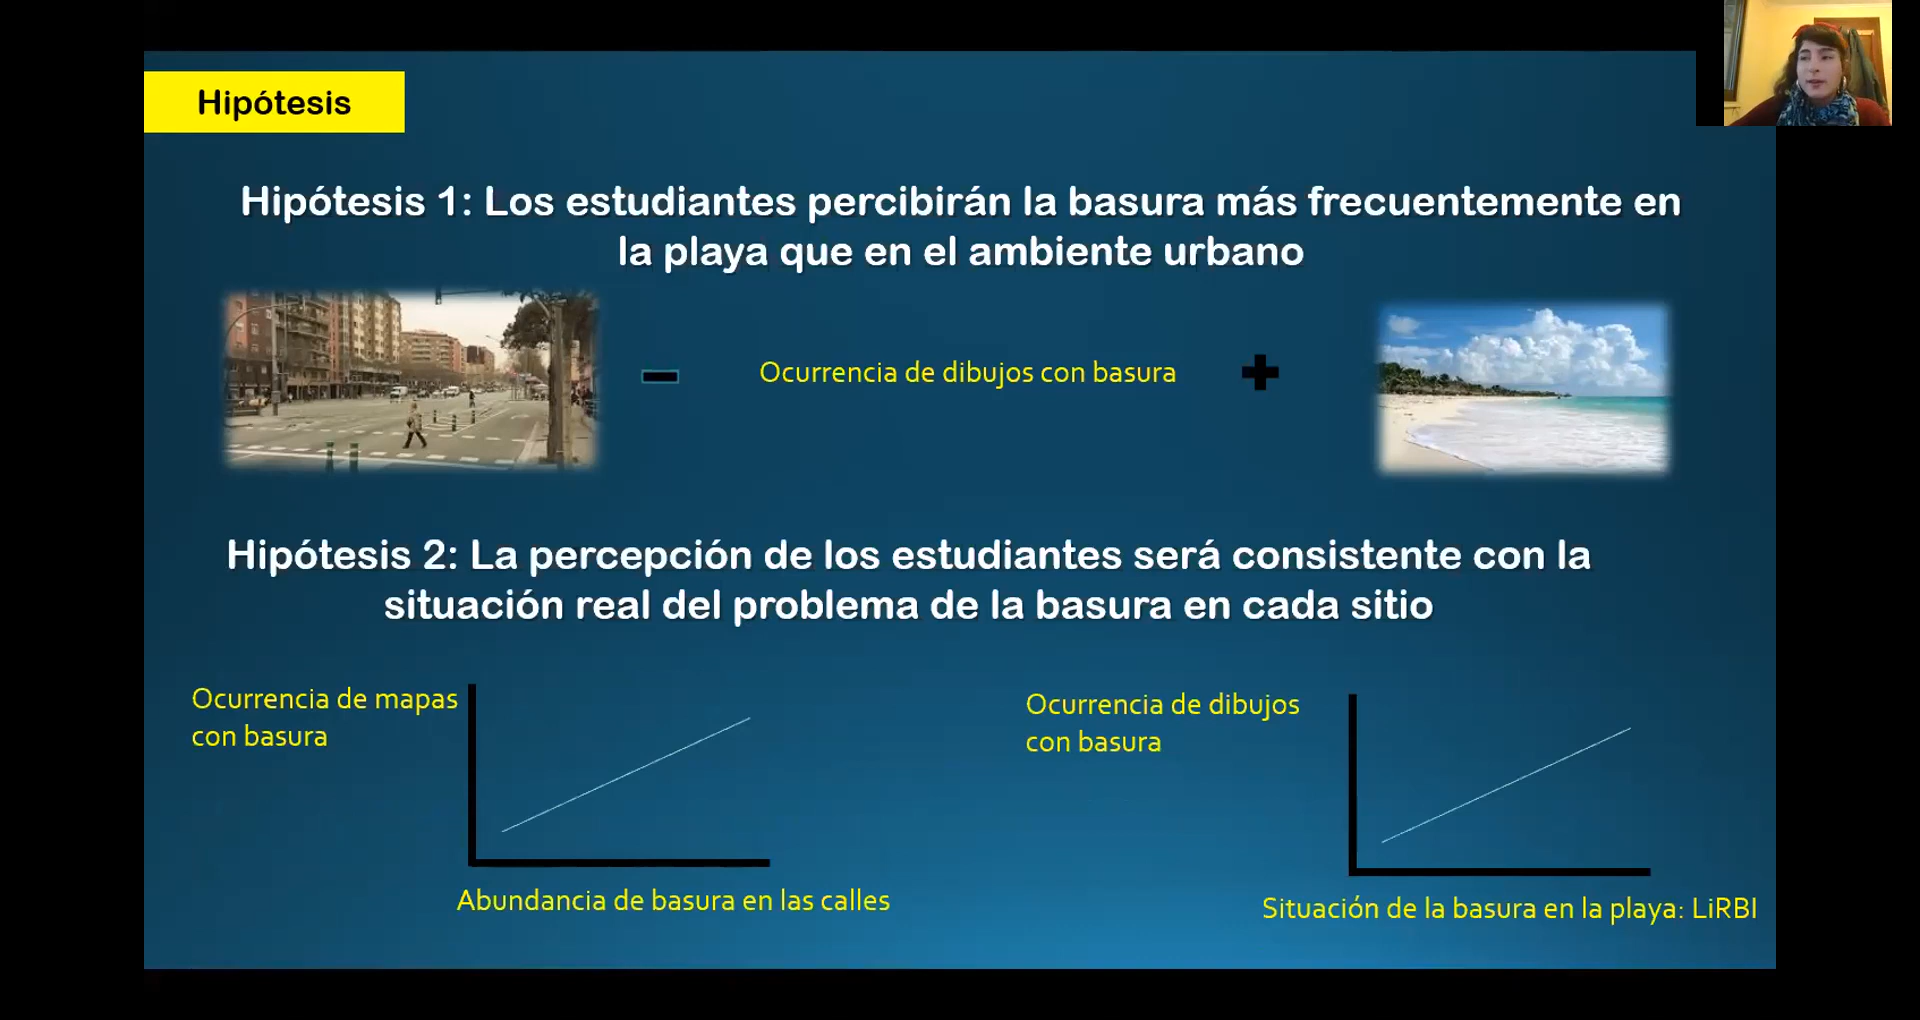 Hipótesis
Hipótesis 1: Los estudiantes percibirán la basura más frecuentemente en
la playa que en el ambiente urbano
Ocurrencia de dibujos con basura
Hipótesis 2: La percepción de los estudiantes será consistente con la
situación real del problema de la basura en cada sitio
Ocurrencia de mapas
con basura
Abundancia de basura en las calles
Ocurrencia de dibujos
con basura
Situación de la basura en la playa: LiRBI